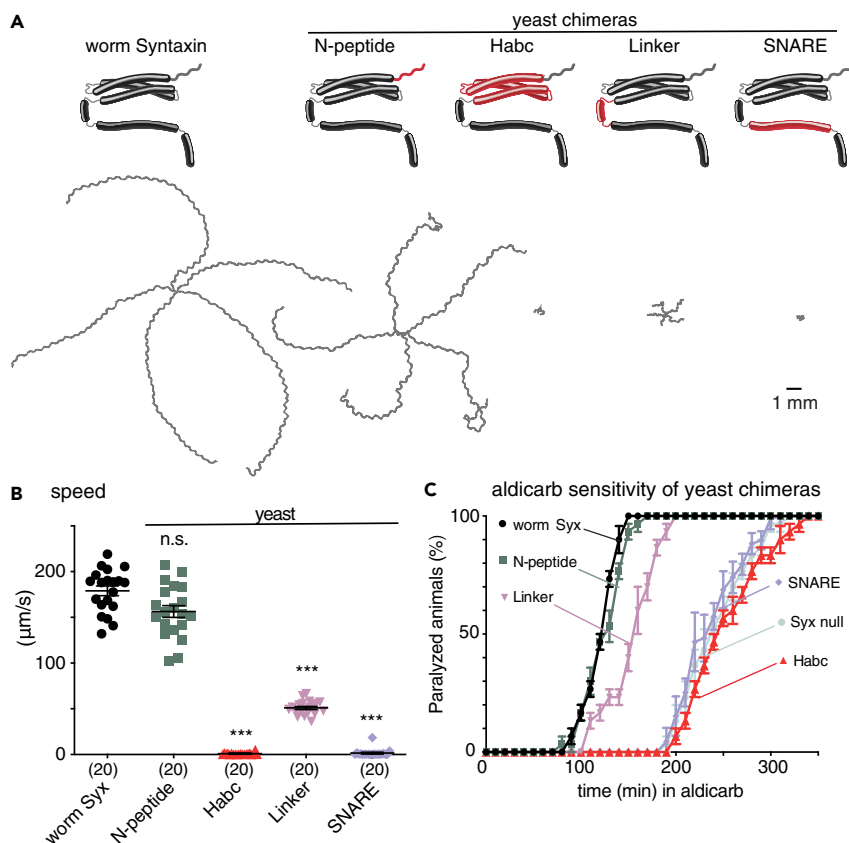 A
yeast chimeras
worm Syntaxin
N-peptide
Habc
Linker
SNARE
1 mm
B
speed
yeast
n.s.
***
***
***
200
150
100
50
0
(μm/s)
(20)
(20)
(20)
(20)
(20)
worm Syx
N-peptide
Habc
Linker
SNARE
C
aldicarb sensitivity of yeast chimeras
100
50
0
Paralyzed animals (%)
worm Syx
N-peptide
Linker
SNARE
Syx null
Habc
0
100
200
300
time (min) in aldicarb